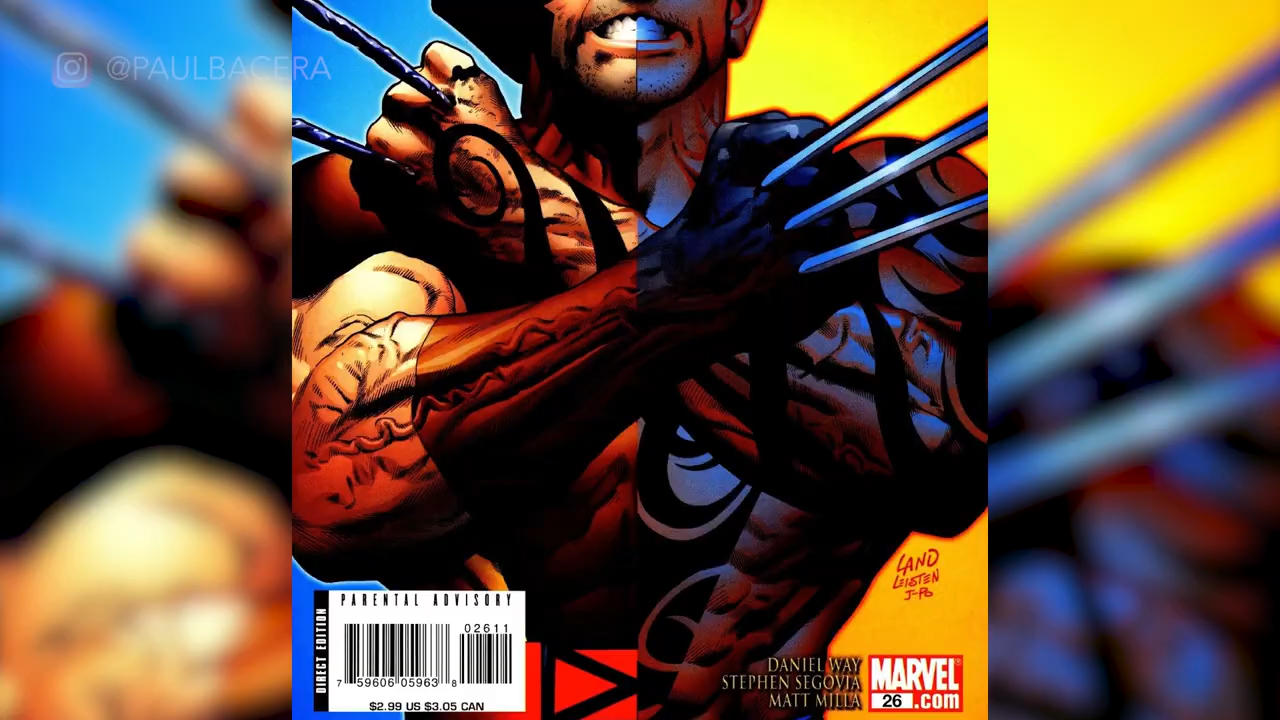 @PAULBACERA
LAND
LEISTEN
J-PO
PARENTAL ADVISORY
DIRECT EDITION
02611
7 59606 05963 8
$2.99 US $3.05 CAN
DANIEL WAY
STEPHEN SEGOVIA
MATT MILLA
MARVEL®
26 .com